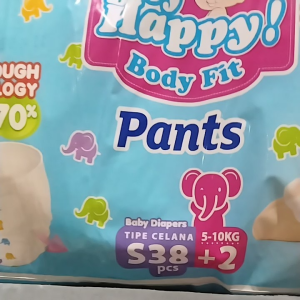 Happy!
Body Fit
OUGH
LOGY
70%
Pants
Baby Diapers
TIPE CELANA
5-10KG
S38
pcs
+2